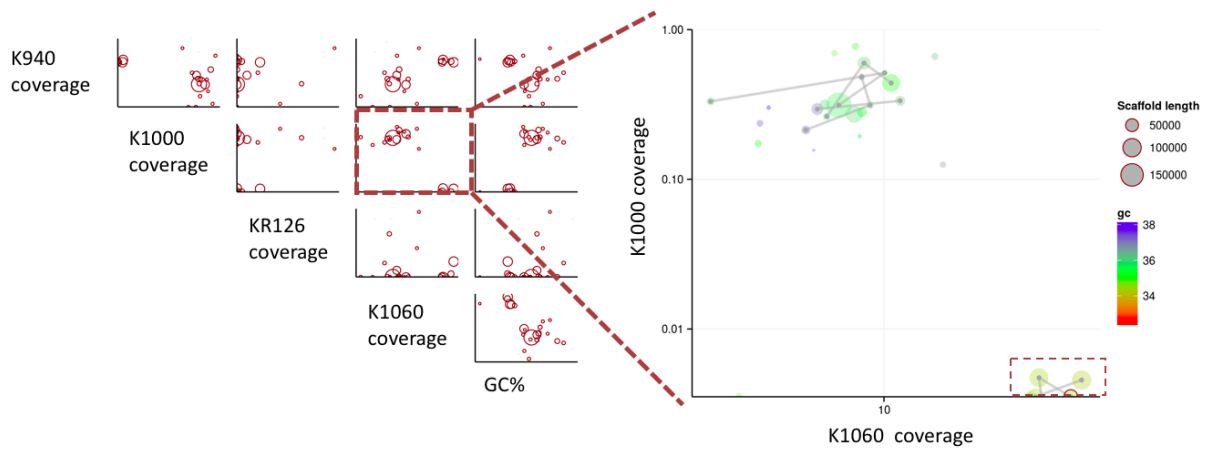 K940
coverage
K1000
coverage
KR126
coverage
K1060
coverage
GC%
1.00
0.10
0.01
K1000 coverage
10
K1060 coverage
Scaffold length
50000
100000
150000
gc
38
36
34